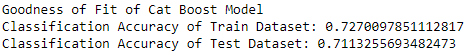 Goodness of Fit of Cat Boost Model
Classification Accuracy of Train Dataset: 0.7270097851112817
Classification Accuracy of Test Dataset: 0.7113255693482473